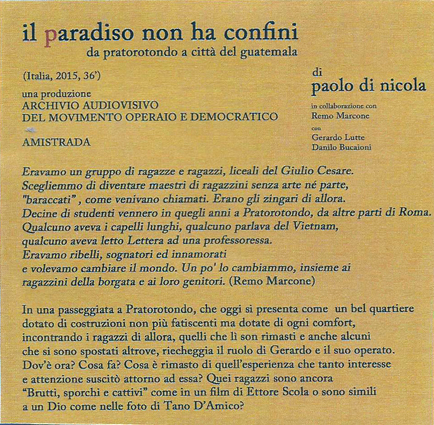 il paradiso non ha confini
da pratorotondo a città del guatemala
(Italia, 2015, 36')
di
paolo di nicola
una produzione
ARCHIVIO AUDIOVISIVO
DEL MOVIMENTO OPERAIO E DEMOCRATICO
in collaborazione con
Remo Marcone
con
Gerardo Lutte
Danilo Bucaioni
AMISTRADA
Eravamo un gruppo di ragazze e ragazzi, liceali del Giulio Cesare.
Scegliemmo di diventare maestri di ragazzini senza arte né parte,
"baraccati" , come venivano chiamati. Erano gli zingari di allora.
Decine di studenti vennero in quegli anni a Pratorotondo, da altre parti di Roma.
Qualcuno aveva i capelli lunghi, qualcuno parlava del Vietnam,
qualcuno aveva letto Lettera ad una professoressa.
Eravamo ribelli, sognatori ed innamorati
e volevamo cambiare il mondo. Un po' lo cambiammo, insieme ai
ragazzini della borgata e ai loro genitori. (Remo Marcone)
In una passeggiata a Pratorotondo, che oggi si presenta come un bel quartiere
dotato di costruzioni non più fatiscenti ma dotate di ogni comfort,
incontrando i ragazzi di allora, quelli che lì son rimasti e anche alcuni
che si sono spostati altrove, riecheggia il ruolo di Gerardo e il suo operato.
Dov'è ora? Cosa fa? Cosa è rimasto di quell'esperienza che tanto interesse
e attenzione suscitò attorno ad essa? Quei ragazzi sono ancora
"Brutti, sporchi e cattivi" come in un film di Ettore Scola o sono simili
a un Dio come nelle foto di Tano D'Amico?